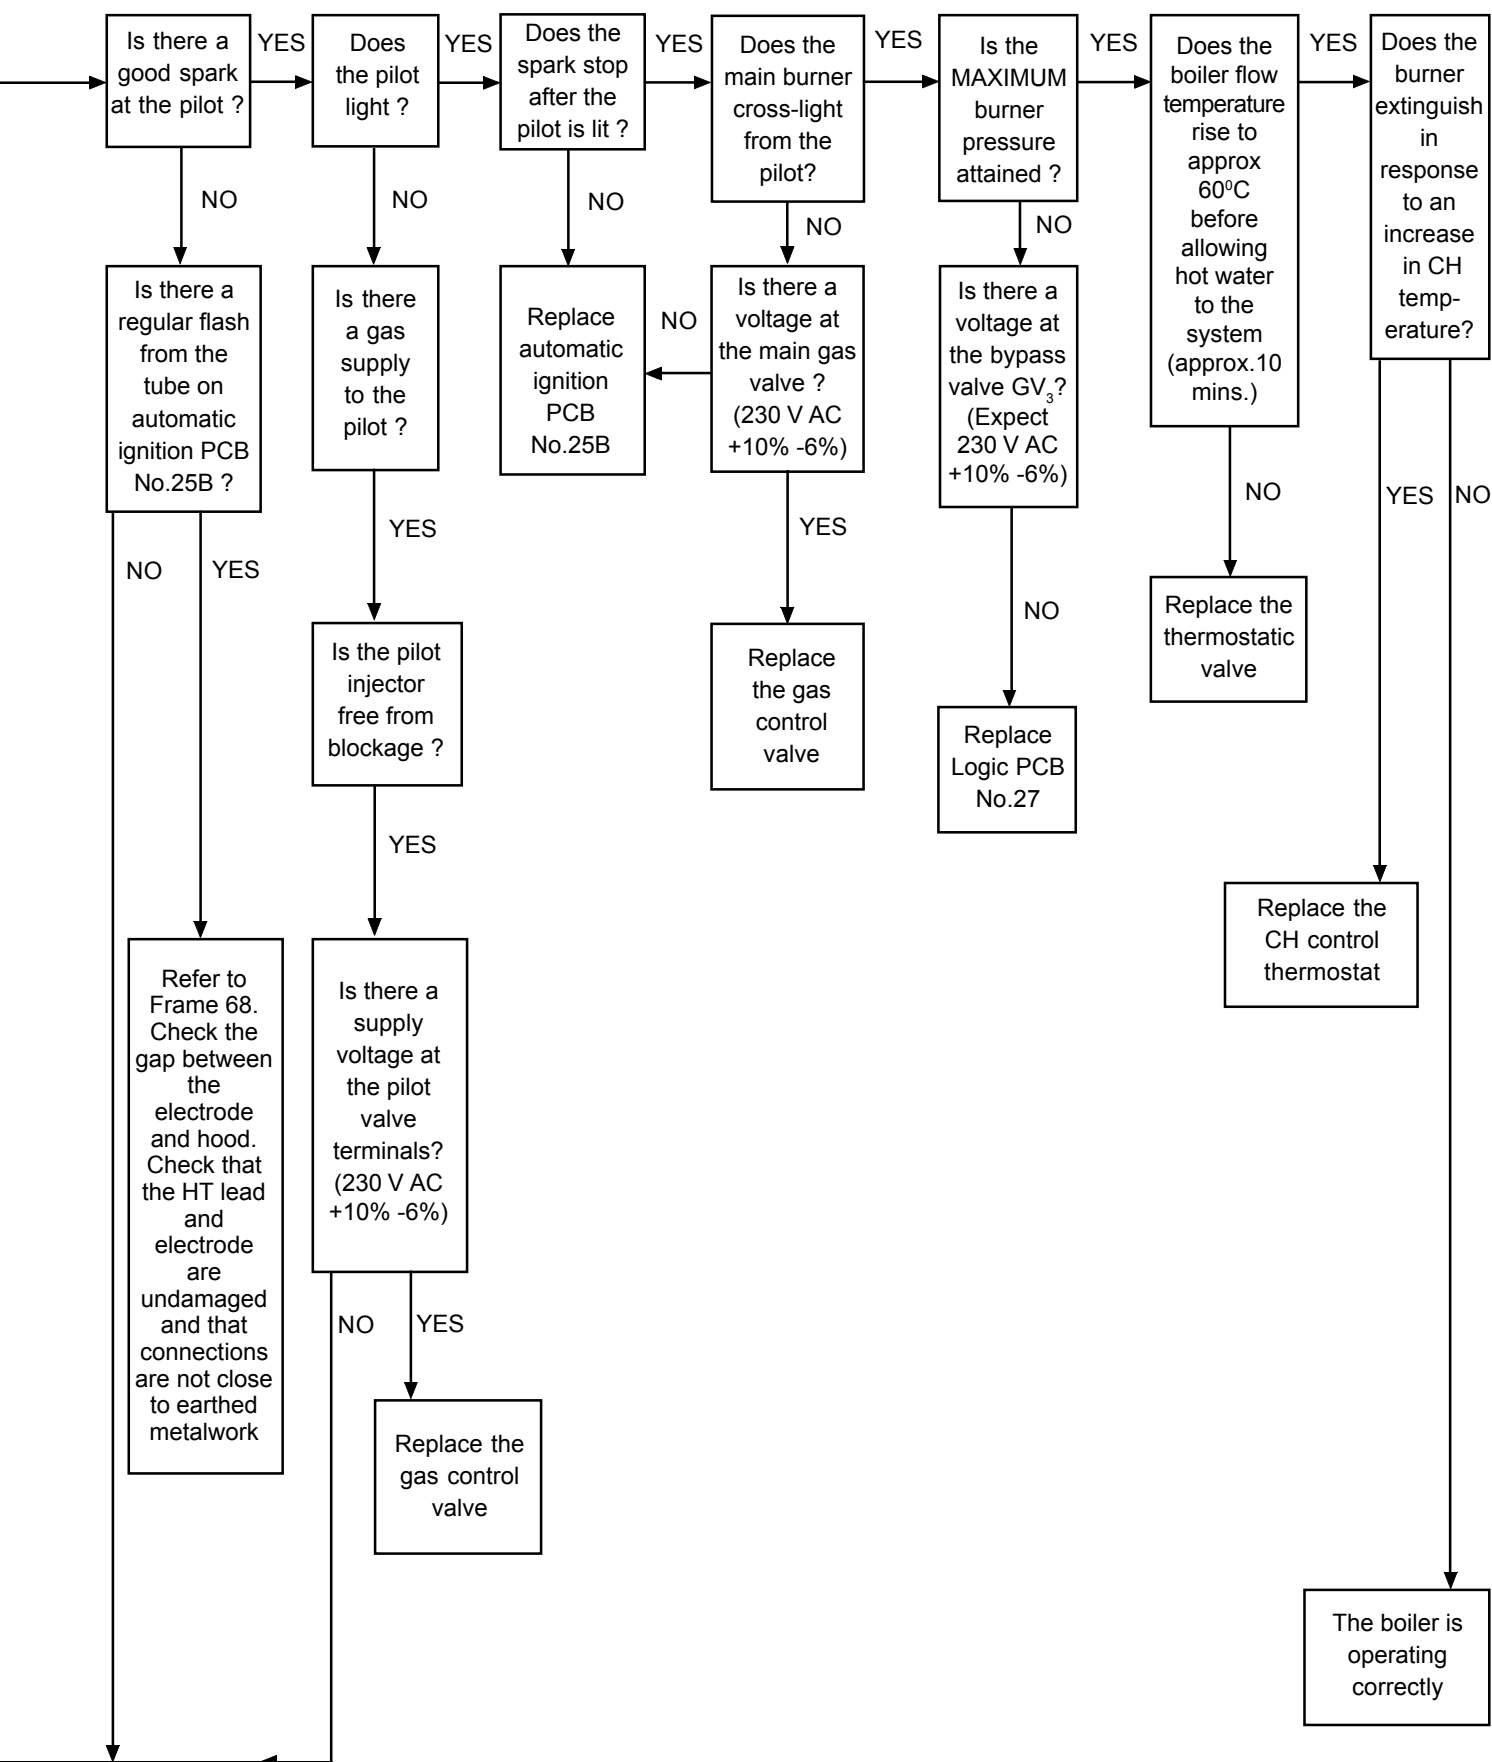 Is there a
good spark
at the pilot ?
YES
Does
the pilot
light ?
YES
Does the
spark stop
after the
pilot is lit ?
YES
Does the
main burner
cross-light
from the
pilot?
YES
Is the
MAXIMUM
burner
pressure
attained ?
YES
Does the
boiler flow
temperature
rise to
approx
60⁰C
before
allowing
hot water
to the
system
(approx.10
mins.)
YES
Does the
burner
extinguish
in
response
to an
increase
in CH
temp-
erature?
NO
NO
NO
NO
NO
Is there a
regular flash
from the
tube on
automatic
ignition PCB
No.25B ?
Is there
a gas
supply
to the
pilot ?
Replace
automatic
ignition
PCB
No.25B
NO
Is there a
voltage at
the main gas
valve ?
(230 V AC
+10% -6%)
Is there a
voltage at
the bypass
valve GV₃?
(Expect
230 V AC
+10% -6%)
NO
YES
NO
NO
YES
YES
YES
NO
Is the pilot
injector
free from
blockage ?
Replace
the gas
control
valve
Replace
Logic PCB
No.27
Replace the
thermostatic
valve
YES
Replace the
CH control
thermostat
Refer to
Frame 68.
Check the
gap between
the
electrode
and hood.
Check that
the HT lead
and
electrode
are
undamaged
and that
connections
are not close
to earthed
metalwork
Is there a
supply
voltage at
the pilot
valve
terminals?
(230 V AC
+10% -6%)
NO
YES
Replace the
gas control
valve
The boiler is
operating
correctly